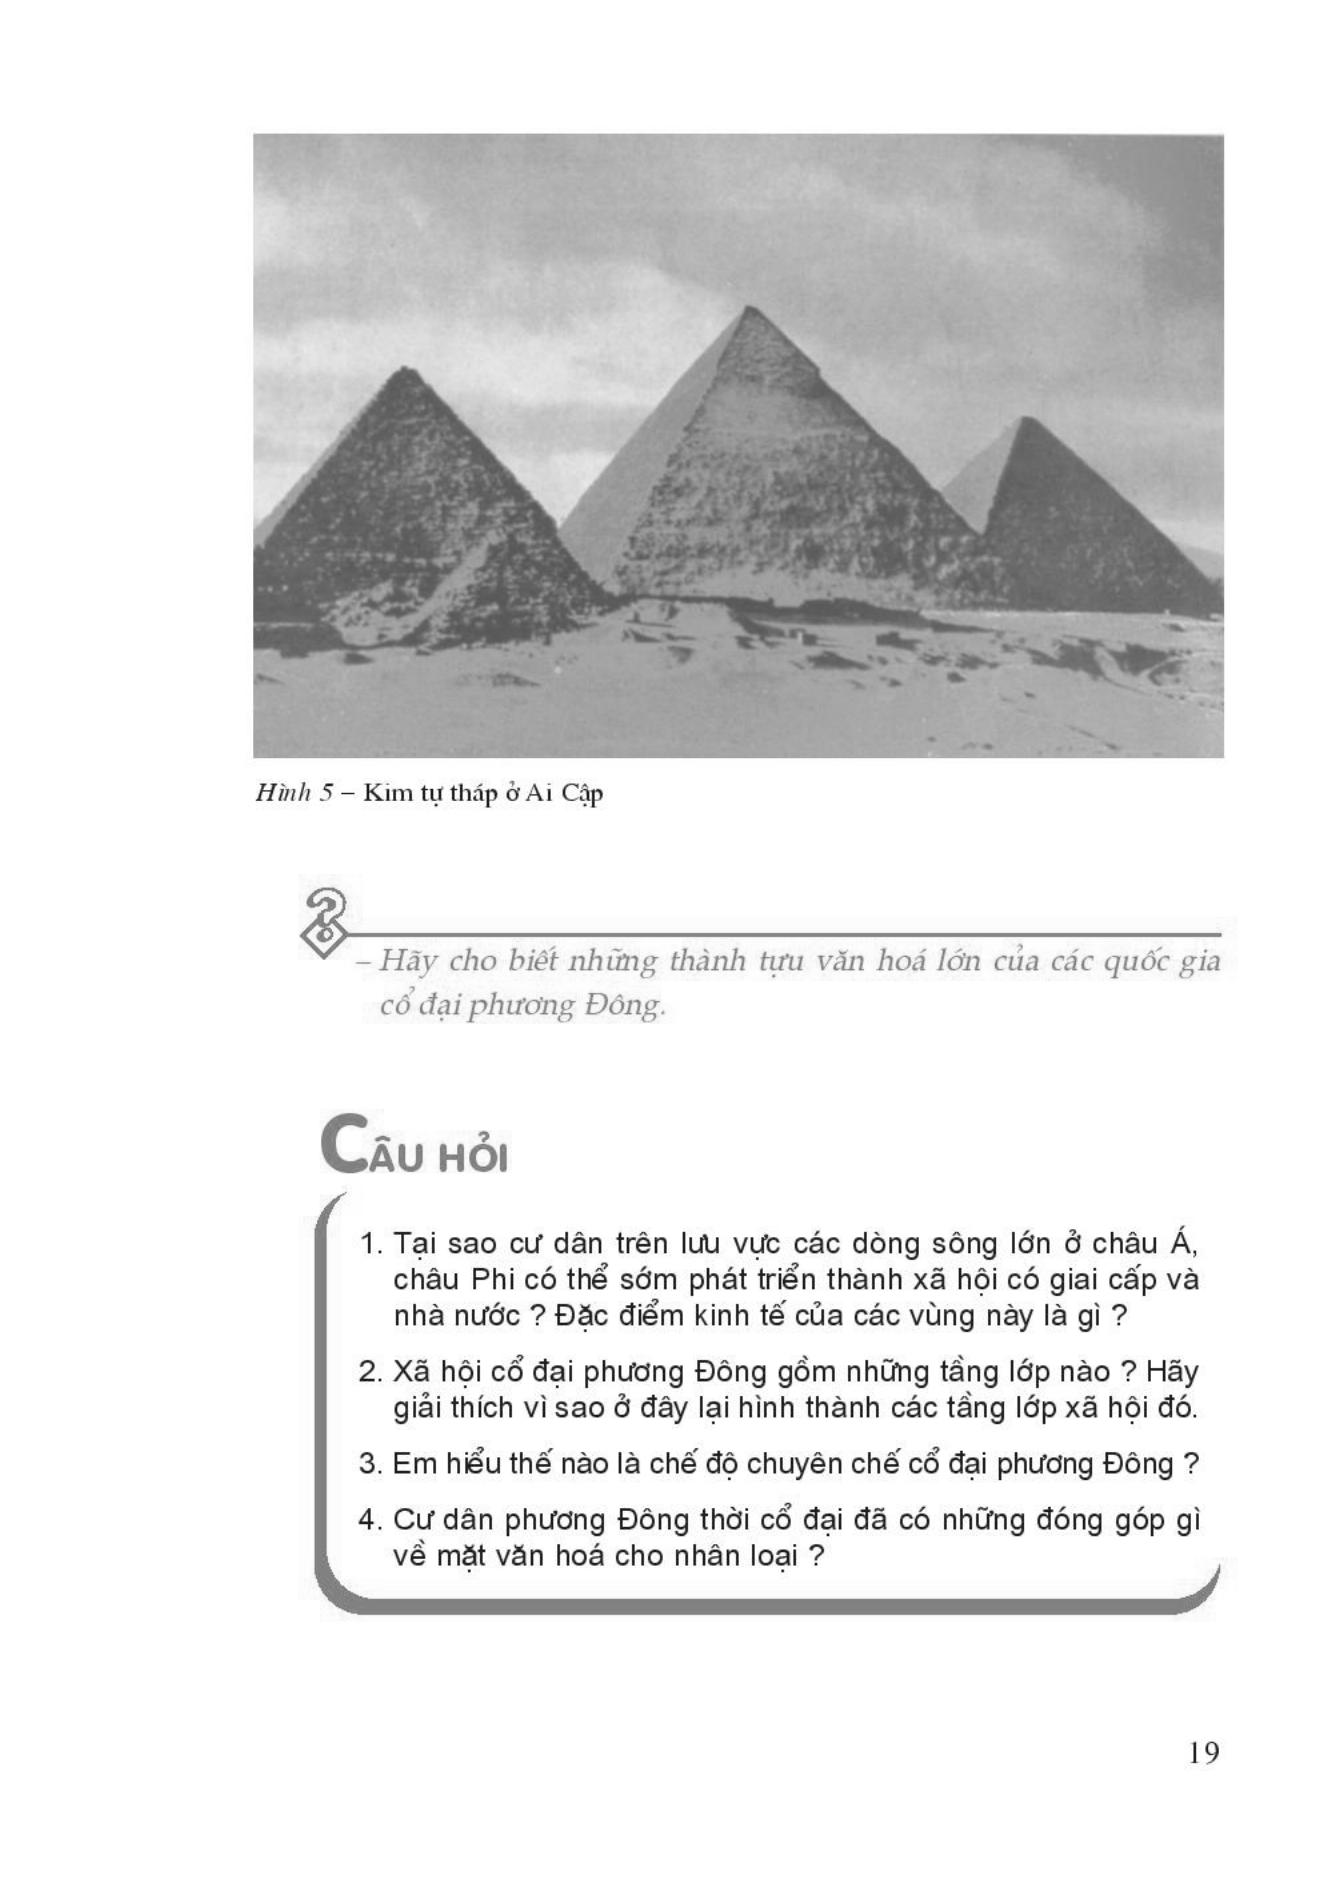 Hình 5 – Kim tự tháp ở Ai Cập
– Hãy cho biết những thành tựu văn hoá lớn của các quốc gia
cổ đại phương Đông.
CÂU HỎI
1. Tại sao cư dân trên lưu vực các dòng sông lớn ở châu Á,
châu Phi có thể sớm phát triển thành xã hội có giai cấp và
nhà nước ? Đặc điểm kinh tế của các vùng này là gì ?
2. Xã hội cổ đại phương Đông gồm những tầng lớp nào ? Hãy
giải thích vì sao ở đây lại hình thành các tầng lớp xã hội đó.
3. Em hiểu thế nào là chế độ chuyên chế cổ đại phương Đông ?
4. Cư dân phương Đông thời cổ đại đã có những đóng góp gì
về mặt văn hoá cho nhân loại ?
19